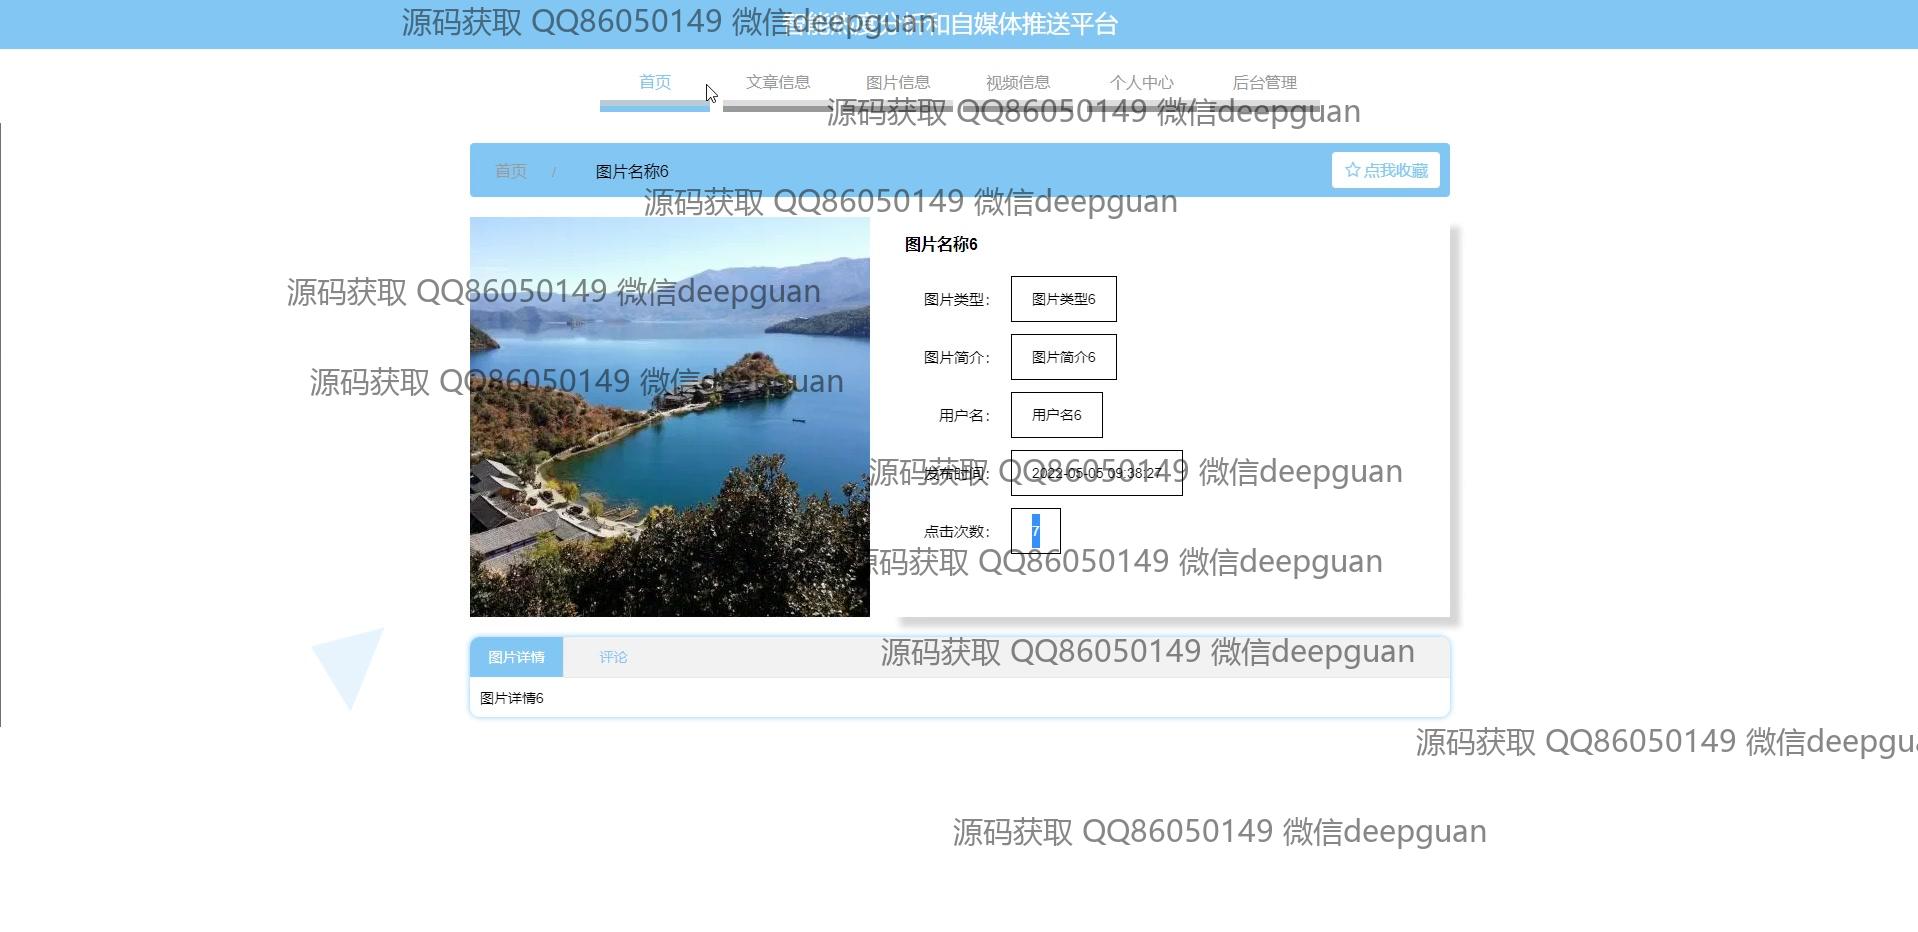 源码获取 QQ86050149 微信deepguan
智能热度分析和自媒体推送平台
首页 文章信息 图片信息 视频信息 个人中心 后台管理
源码获取 QQ86050149 微信deepguan
首页 / 图片名称6 点我收藏
源码获取 QQ86050149 微信deepguan
图片名称6
源码获取 QQ86050149 微信deepguan
图片类型： 图片类型6
图片简介： 图片简介6
源码获取 QQ86050149 微信deepguan
用户名： 用户名6
源码获取 QQ86050149 微信deepguan
发布时间： 2022-05-05 09:38:27
点击次数： 7
源码获取 QQ86050149 微信deepguan
图片详情 评论
源码获取 QQ86050149 微信deepguan
图片详情6
源码获取 QQ86050149 微信deepgu
源码获取 QQ86050149 微信deepguan